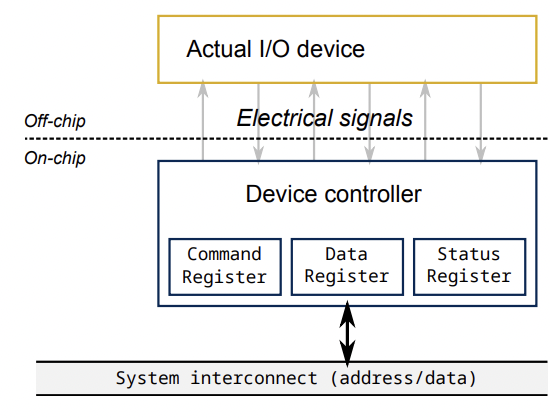 Actual I/O device
Off-chip
Electrical signals
On-chip
Device controller
Command
Register
Data
Register
Status
Register
System interconnect (address/data)